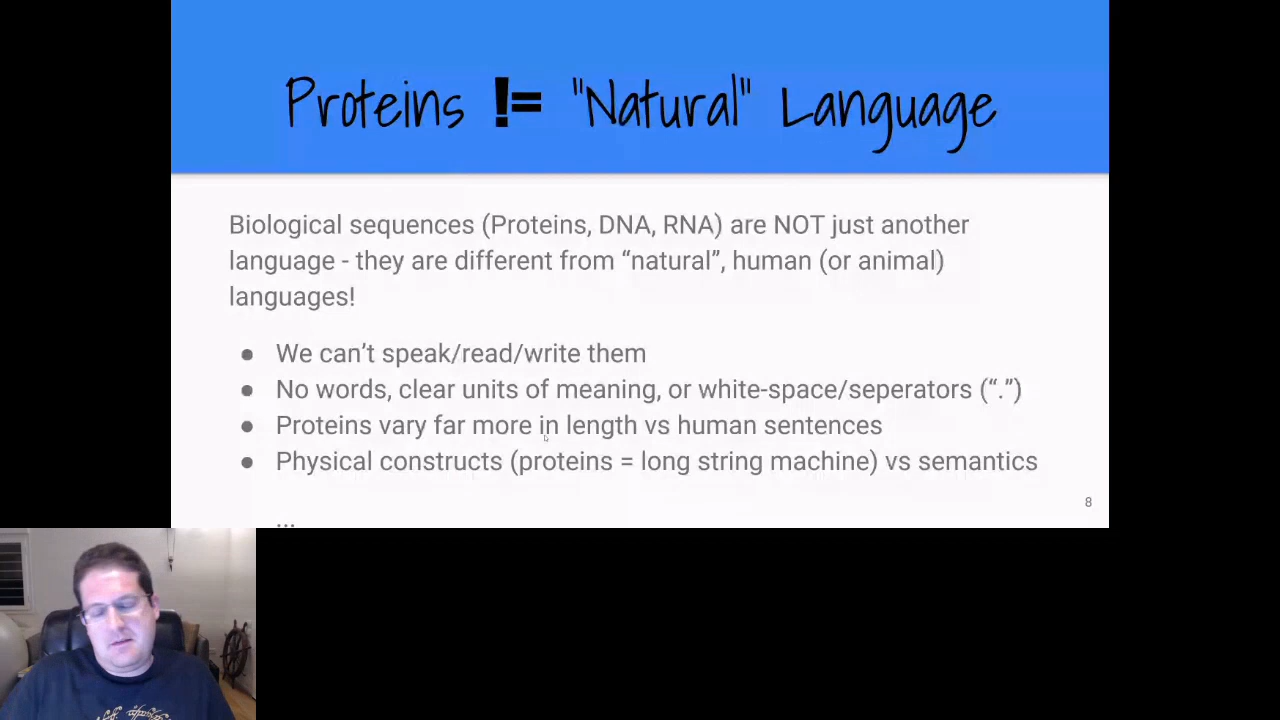 Proteins != "Natural" Language
Biological sequences (Proteins, DNA, RNA) are NOT just another
language - they are different from “natural”, human (or animal)
languages!
● We can’t speak/read/write them
● No words, clear units of meaning, or white-space/seperators (“.”)
● Proteins vary far more in length vs human sentences
● Physical constructs (proteins = long string machine) vs semantics
8
...